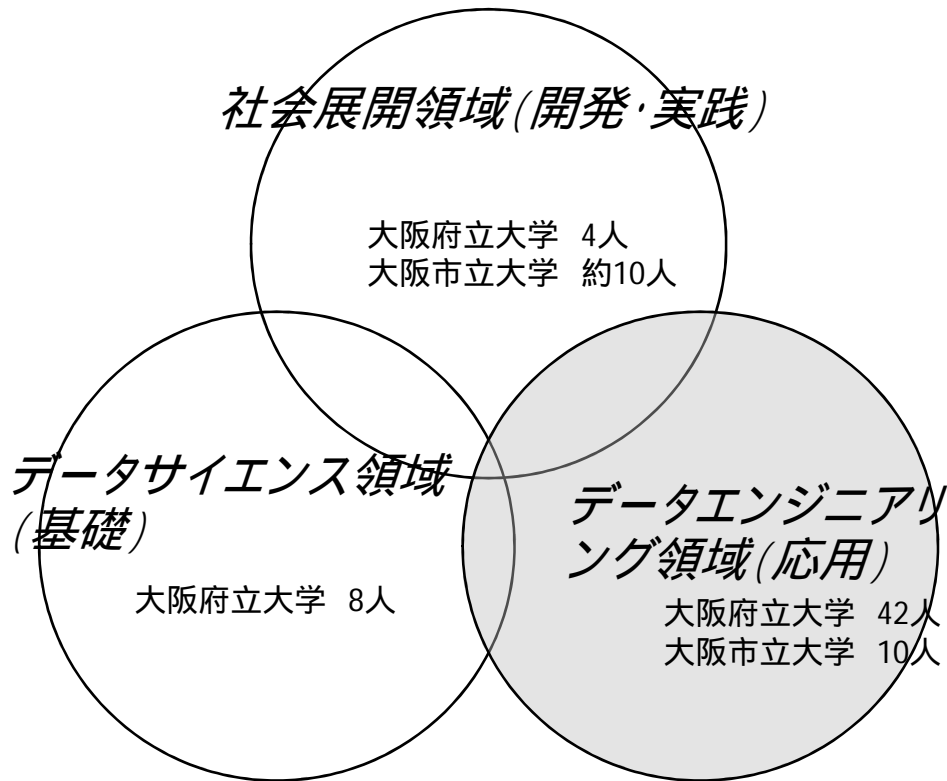 社会展開領域(開発・実践)
大阪府立大学 4人
大阪市立大学 約10人
データサイエンス領域
(基礎)
大阪府立大学 8人
データエンジニアリ
ング領域(応用)
大阪府立大学 42人
大阪市立大学 10人